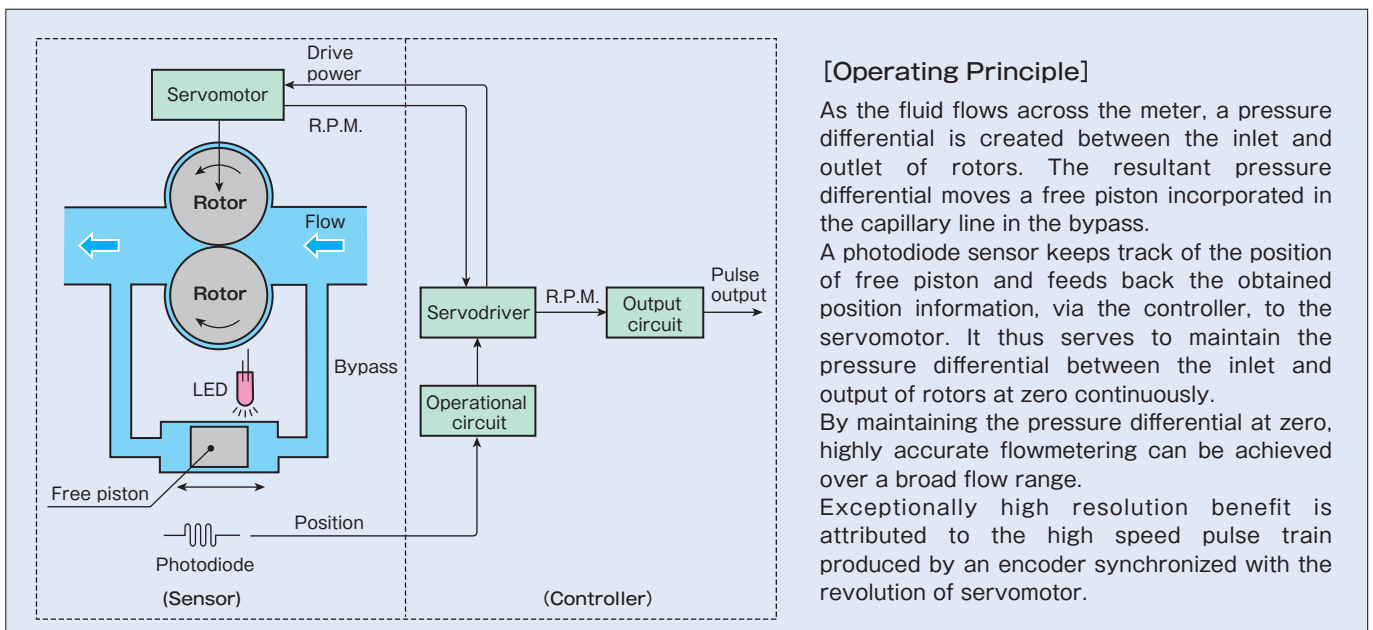 Drive
power
Servomotor
R.P.M.
Rotor
Flow
Rotor
LED
Bypass
Free piston
Position
Photodiode
(Sensor)
Servodriver
R.P.M.
Output
circuit
Pulse
output
Operational
circuit
(Controller)
[Operating Principle]
As the fluid flows across the meter, a pressure
differential is created between the inlet and
outlet of rotors. The resultant pressure
differential moves a free piston incorporated in
the capillary line in the bypass.
A photodiode sensor keeps track of the position
of free piston and feeds back the obtained
position information, via the controller, to the
servomotor. It thus serves to maintain the
pressure differential between the inlet and
output of rotors at zero continuously.
By maintaining the pressure differential at zero,
highly accurate flowmetering can be achieved
over a broad flow range.
Exceptionally high resolution benefit is
attributed to the high speed pulse train
produced by an encoder synchronized with the
revolution of servomotor.